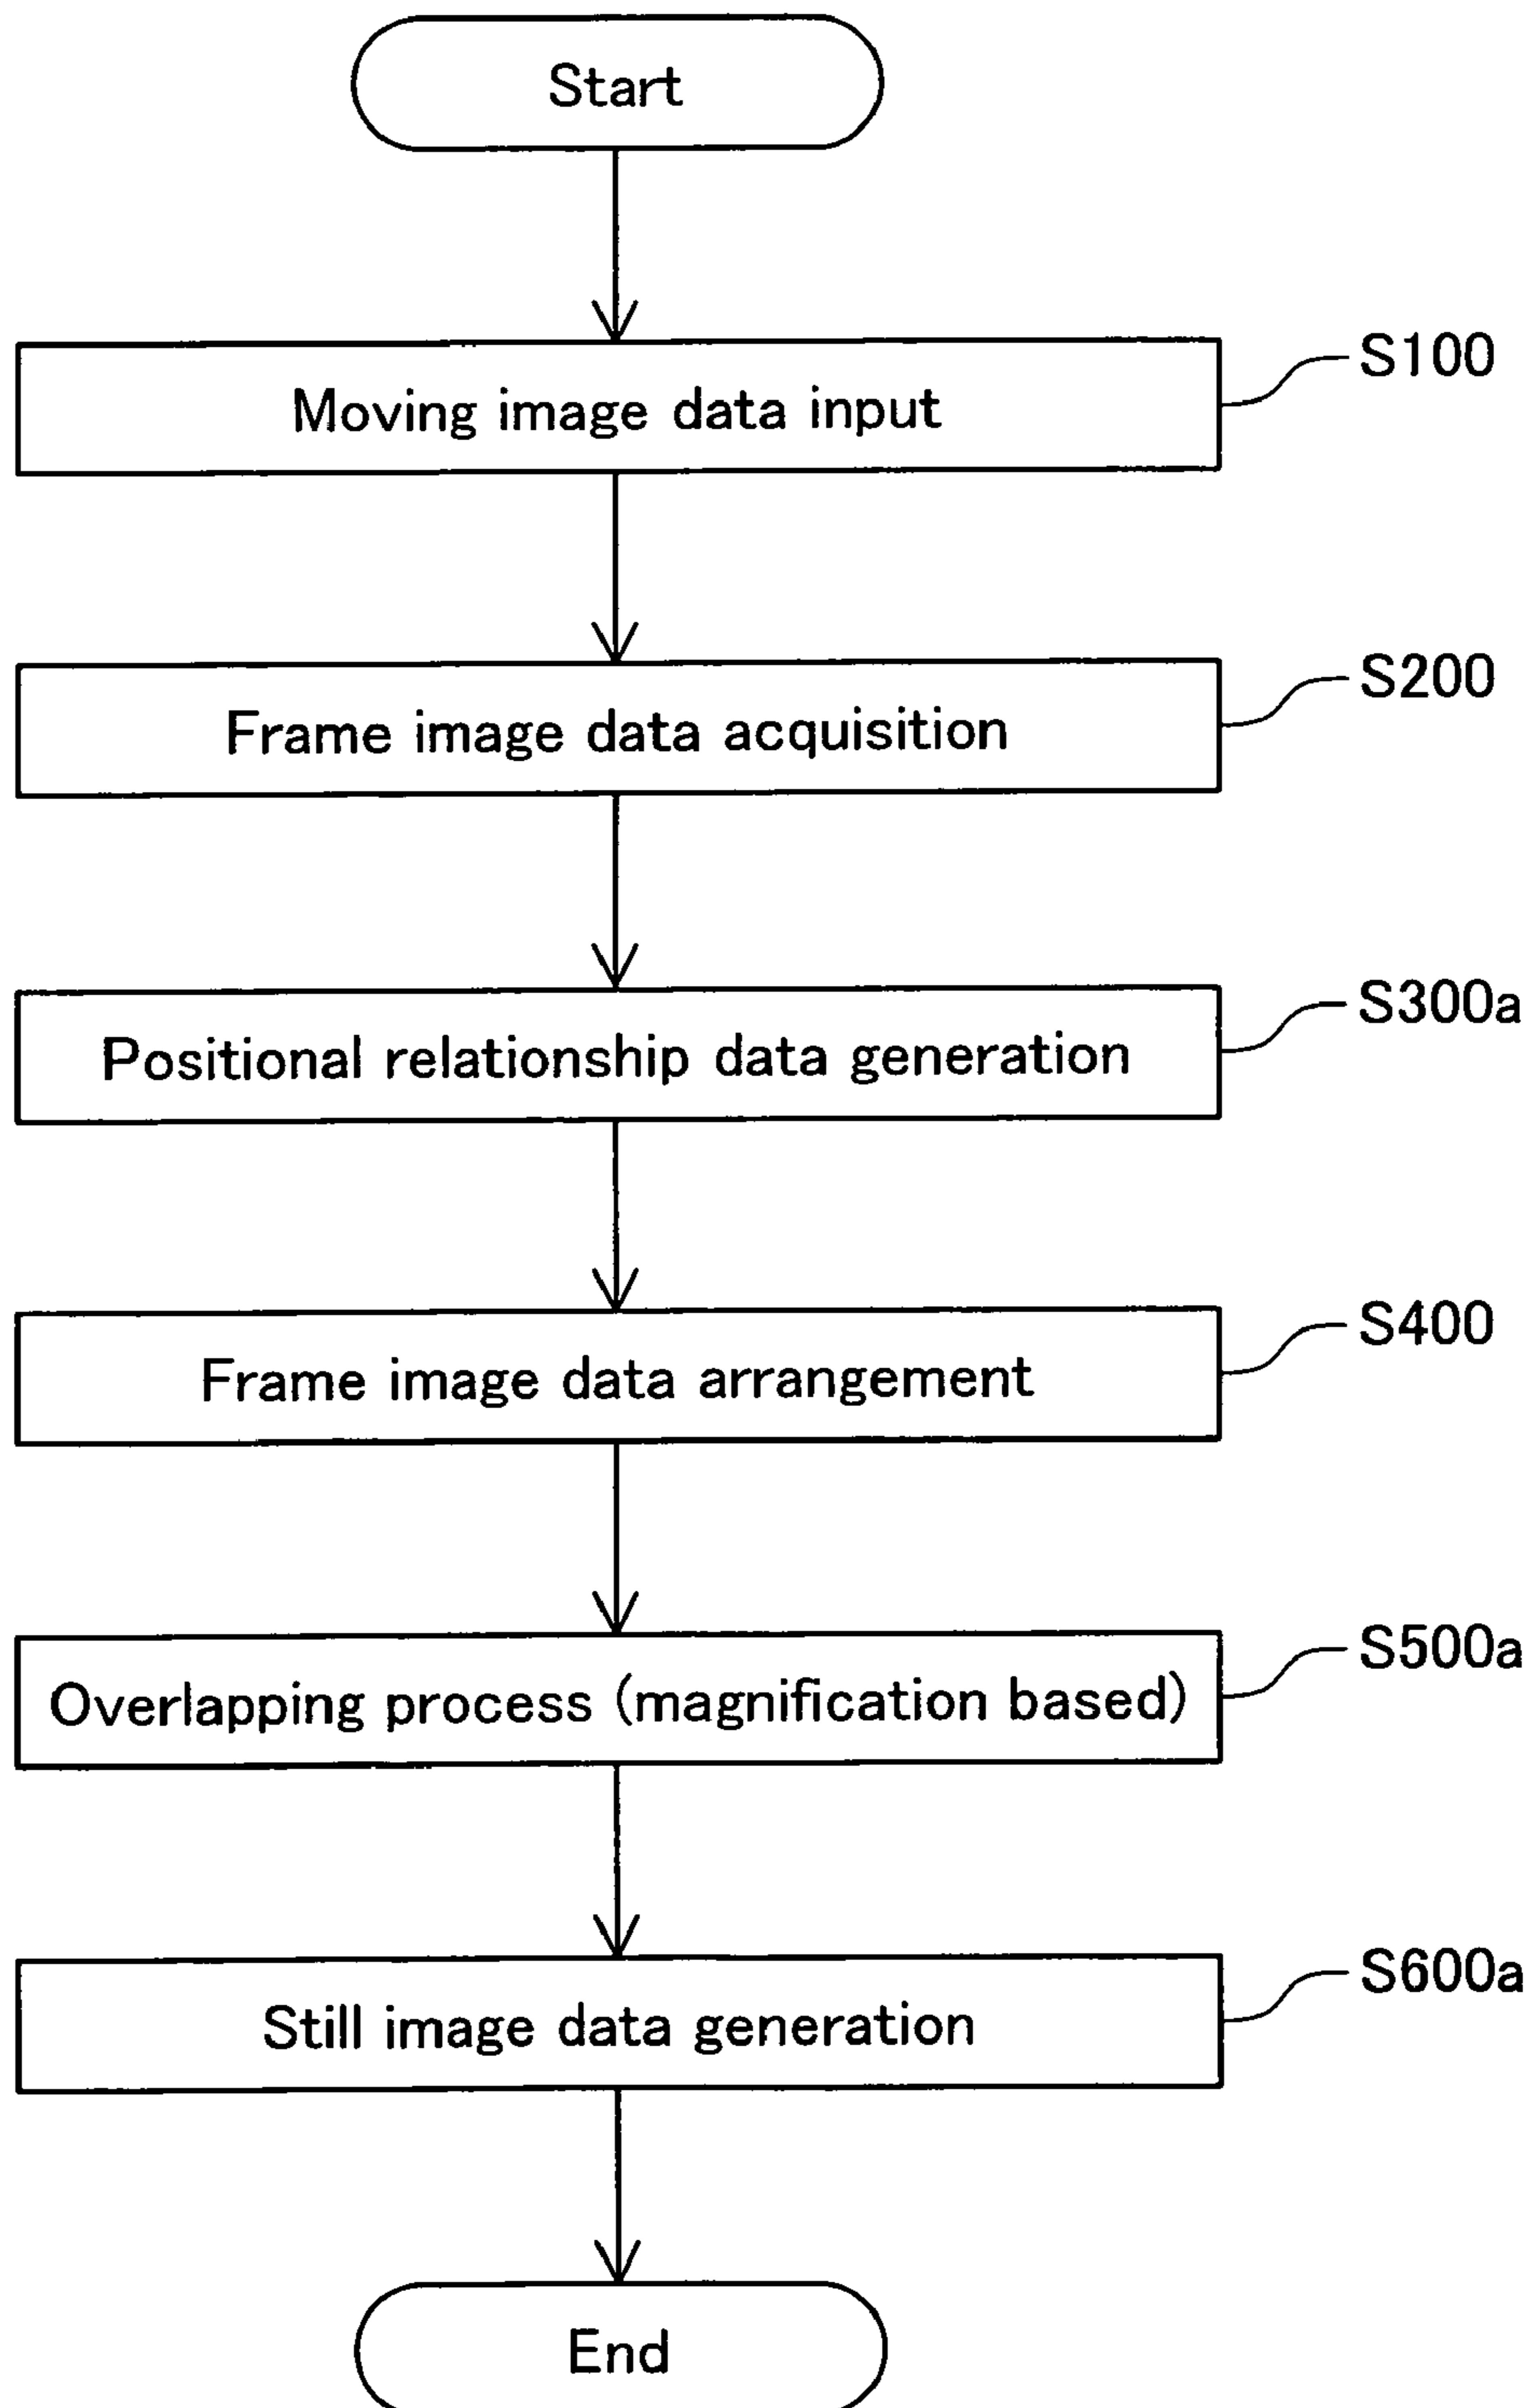 Start
Moving image data input
S100
Frame image data acquisition
S200
Positional relationship data generation
S300a
Frame image data arrangement
S400
Overlapping process (magnification based)
S500a
Still image data generation
S600a
End